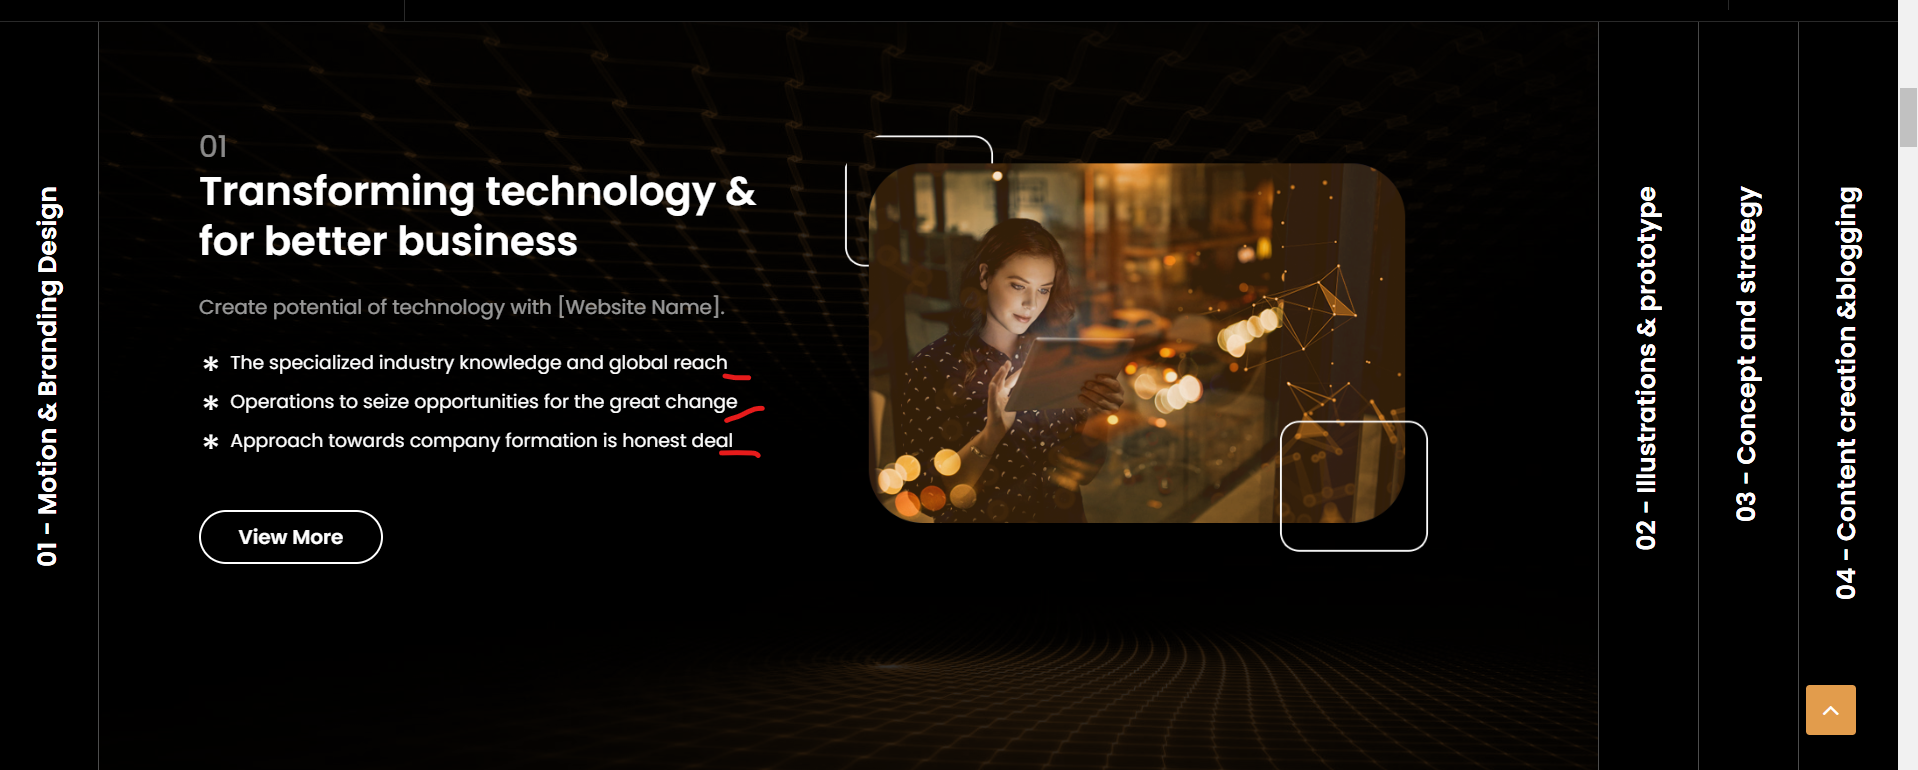 01 - Motion & Branding Design
01
Transforming technology &
for better business
Create potential of technology with [Website Name].
* The specialized industry knowledge and global reach
* Operations to seize opportunities for the great change
* Approach towards company formation is honest deal
View More
02 - Illustrations & prototype
03 - Concept and strategy
04 - Content creation &blogging